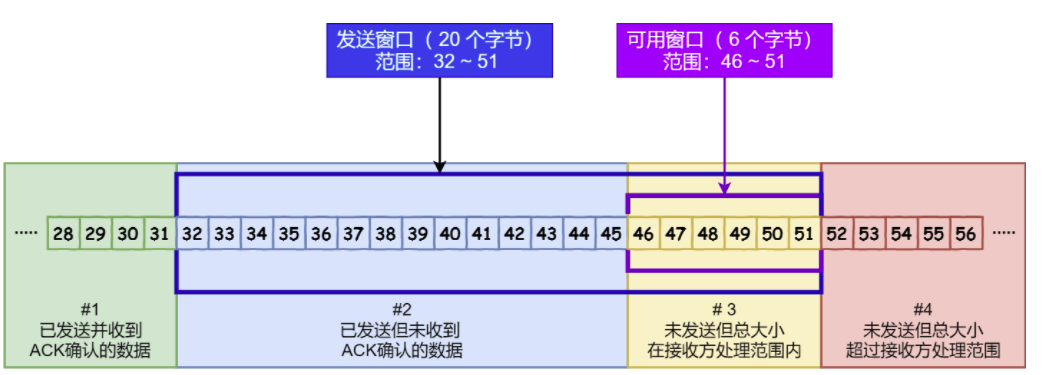 发送窗口（ 20 个字节）
范围：32 ~ 51
可用窗口（ 6 个字节）
范围：46 ~ 51
····· 28 29 30 31 32 33 34 35 36 37 38 39 40 41 42 43 44 45 46 47 48 49 50 51 52 53 54 55 56 ·····
#1
已发送并收到
ACK确认的数据
#2
已发送但未收到
ACK确认的数据
# 3
未发送但总大小
在接收方处理范围内
#4
未发送但总大小
超过接收方处理范围